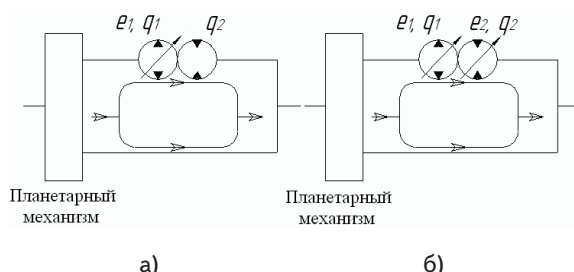 e1, q1 q2
e1, q1 e2, q2
Планетарный
механизм
Планетарный
механизм
а) б)